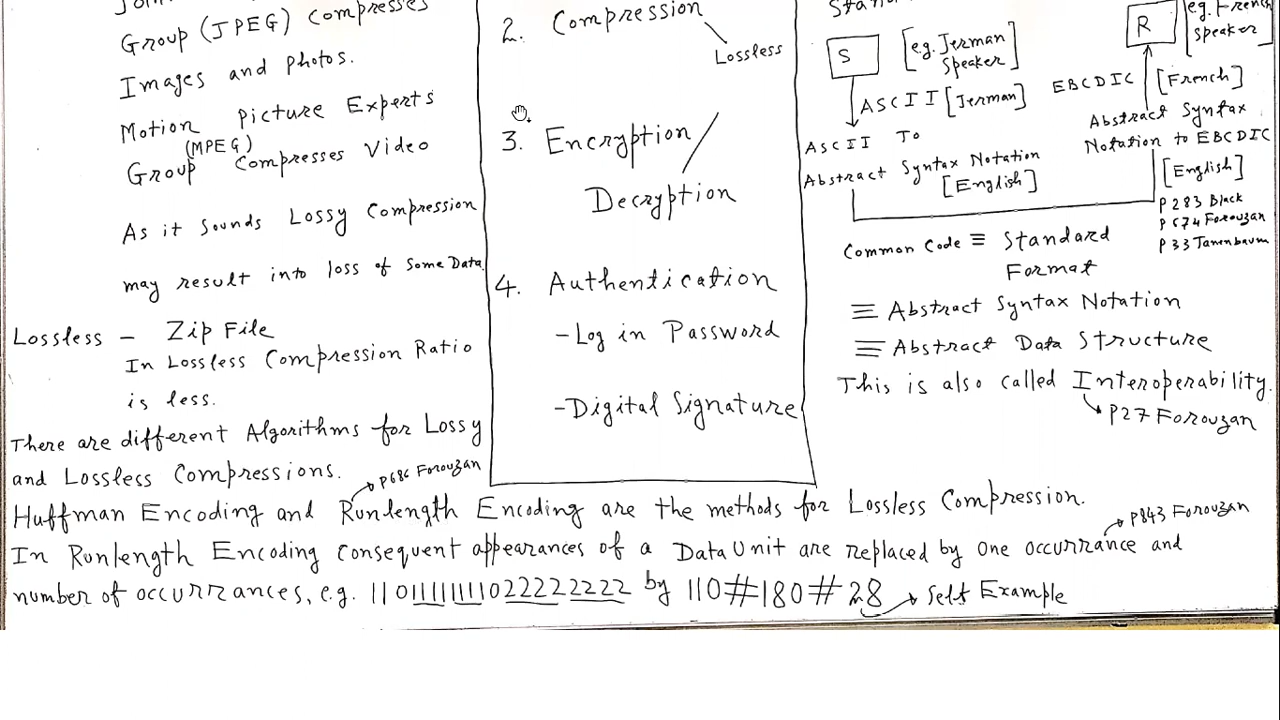 Group (JPEG) Compresses
Images and photos.
Motion Picture Experts
(MPEG)
Group Compresses Video
As it Sounds Lossy Compression
may result into loss of Some Data
Lossless – Zip File
In Lossless Compression Ratio
is less.
There are different Algorithms for Lossy
and Lossless Compressions.
P686 Forouzan
2. Compression
Lossless
3. Encryption /
Decryption
4. Authentication
-Log in Password
-Digital Signature
S
[e.g. Jerman
Speaker]
ASCII [Jerman]
ASCII To
Abstract Syntax Notation
[English]
R
[e.g. French
Speaker]
EBCDIC [French]
Abstract Syntax
Notation to EBCDIC
[English]
P 283 Black
P 674 Forouzan
P 33 Tanenbaum
Common Code ≡ Standard
Format
≡ Abstract Syntax Notation
≡ Abstract Data Structure
This is also called Interoperability.
P27 Forouzan
Huffman Encoding and Runlength Encoding are the methods for Lossless Compression.
P843 Forouzan
In Runlength Encoding consequent appearances of a Data Unit are replaced by one occurrance and
number of occurrances, e.g. 11011111111022222222 by 110#180#28 → Self Example